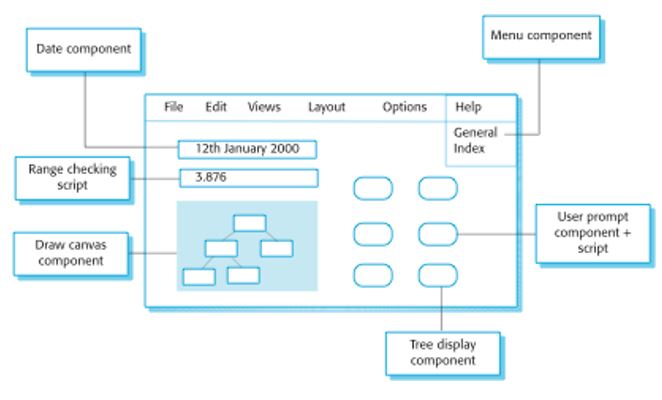 Date component
Menu component
File Edit Views Layout Options Help
General
Index
12th January 2000
3.876
Range checking
script
Draw canvas
component
User prompt
component +
script
Tree display
component